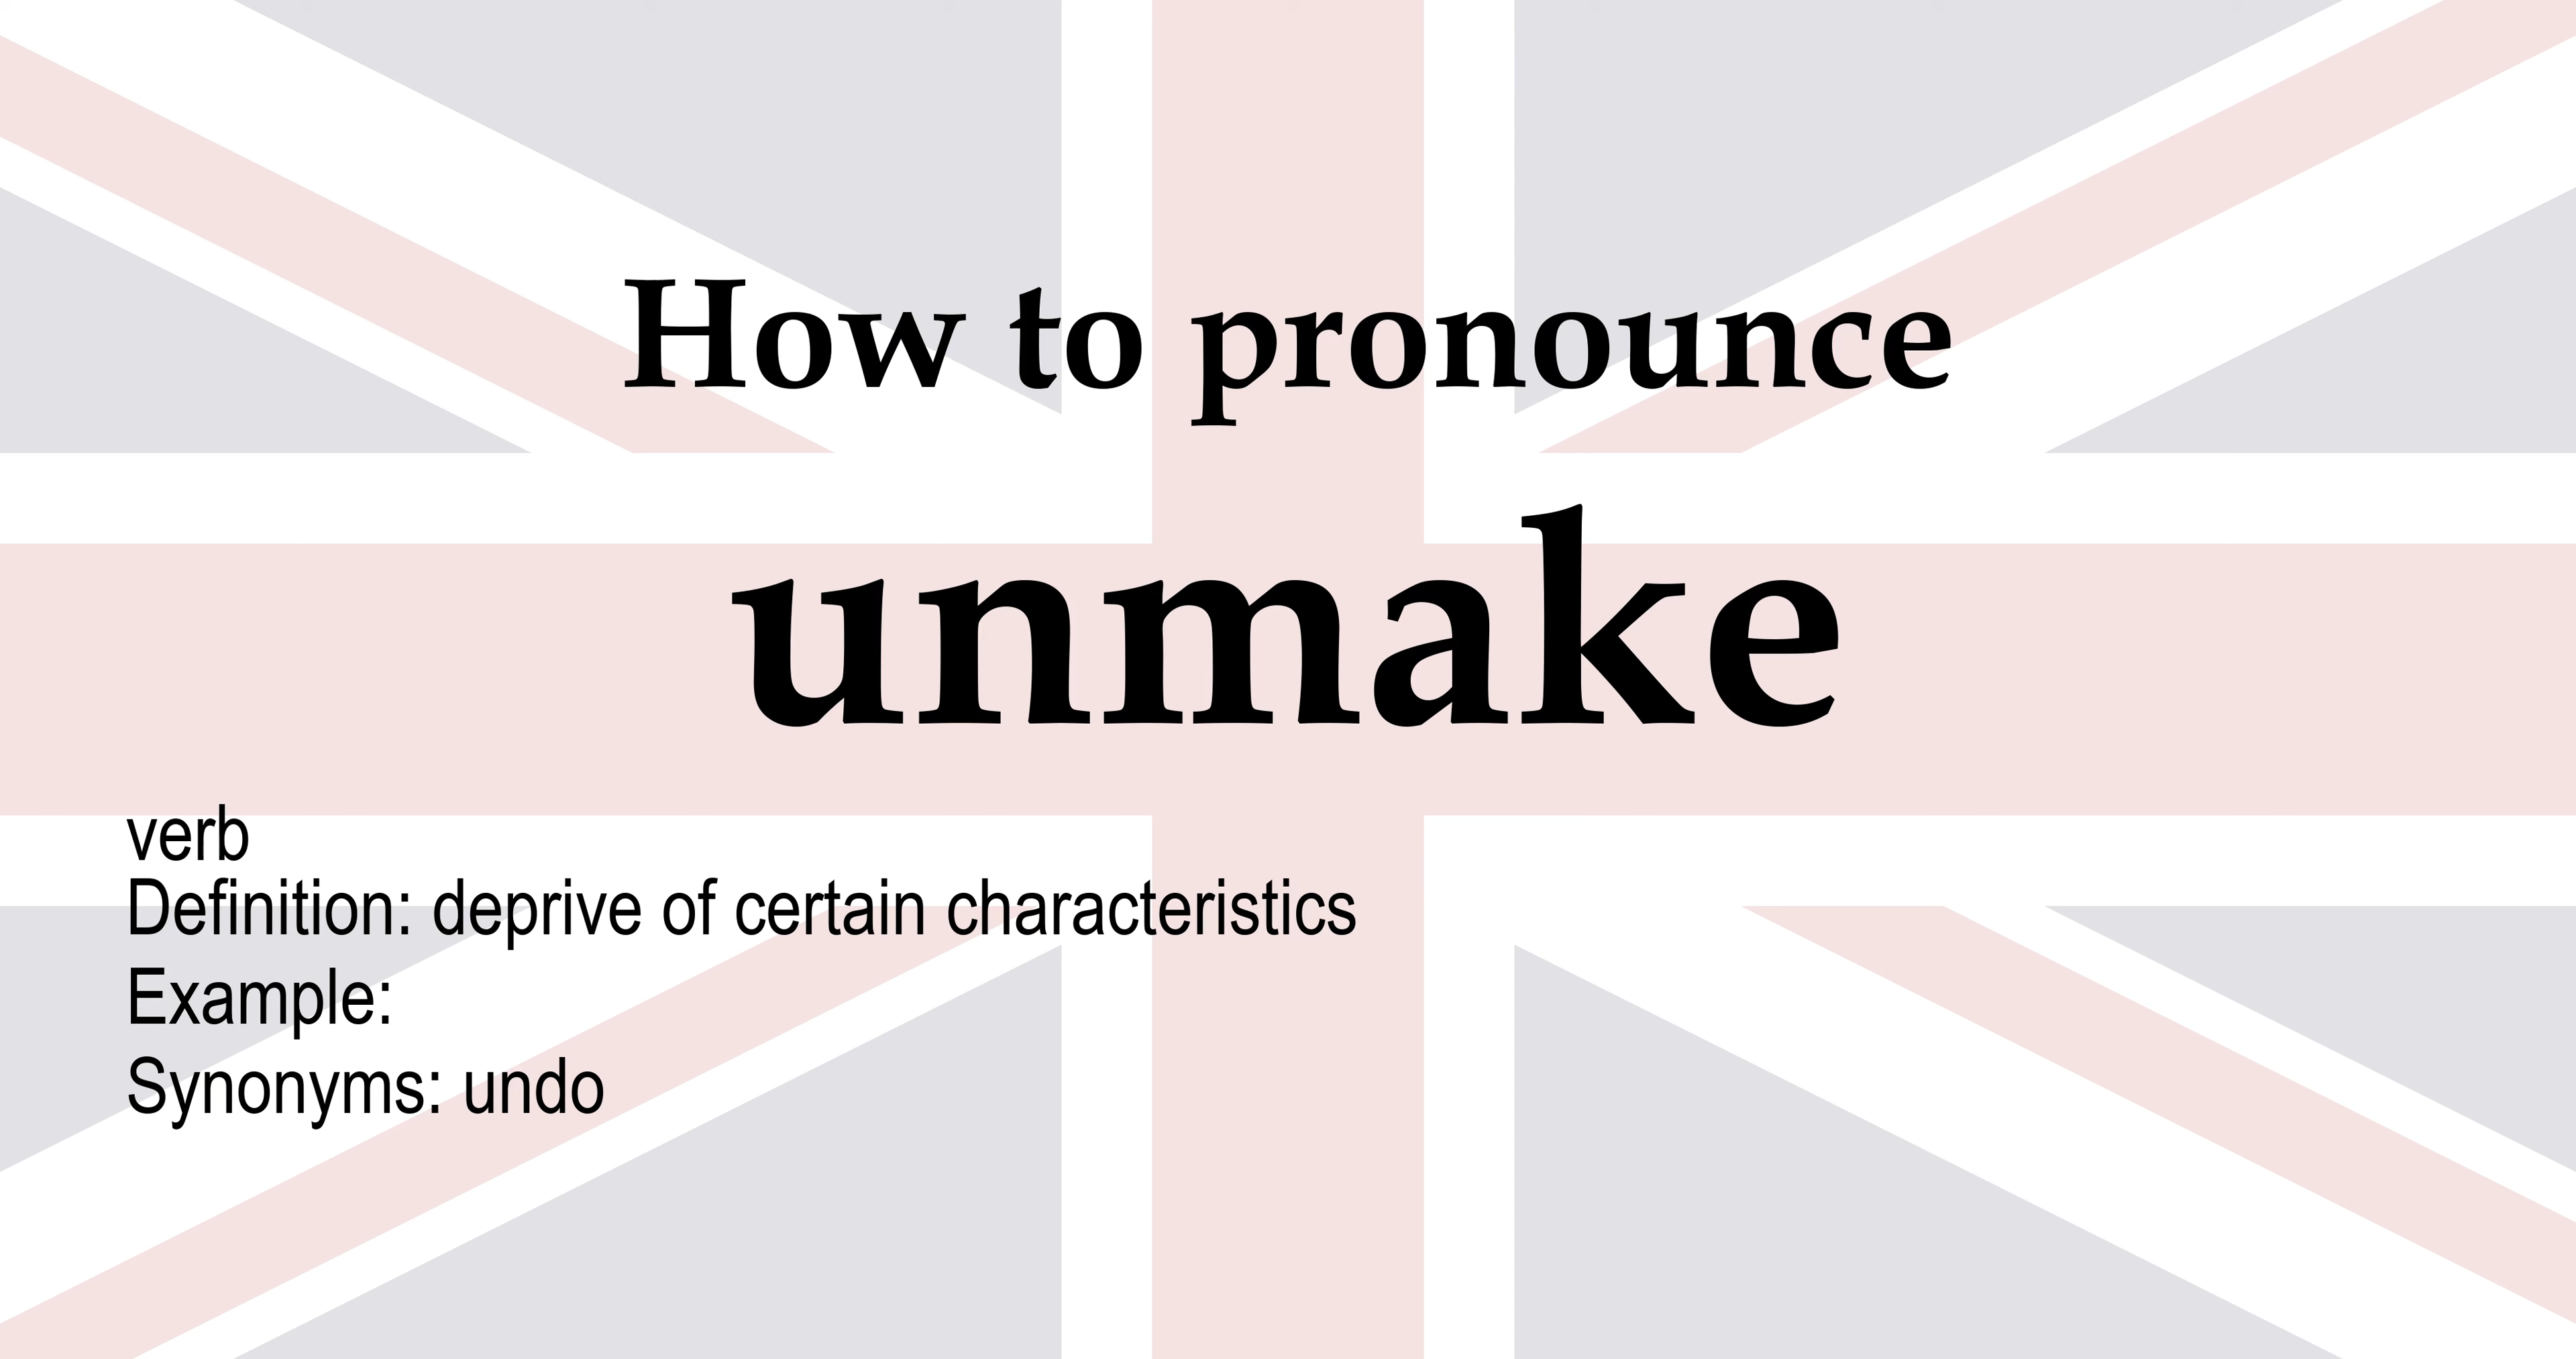 How to pronounce
unmake
verb
Definition: deprive of certain characteristics
Example:
Synonyms: undo